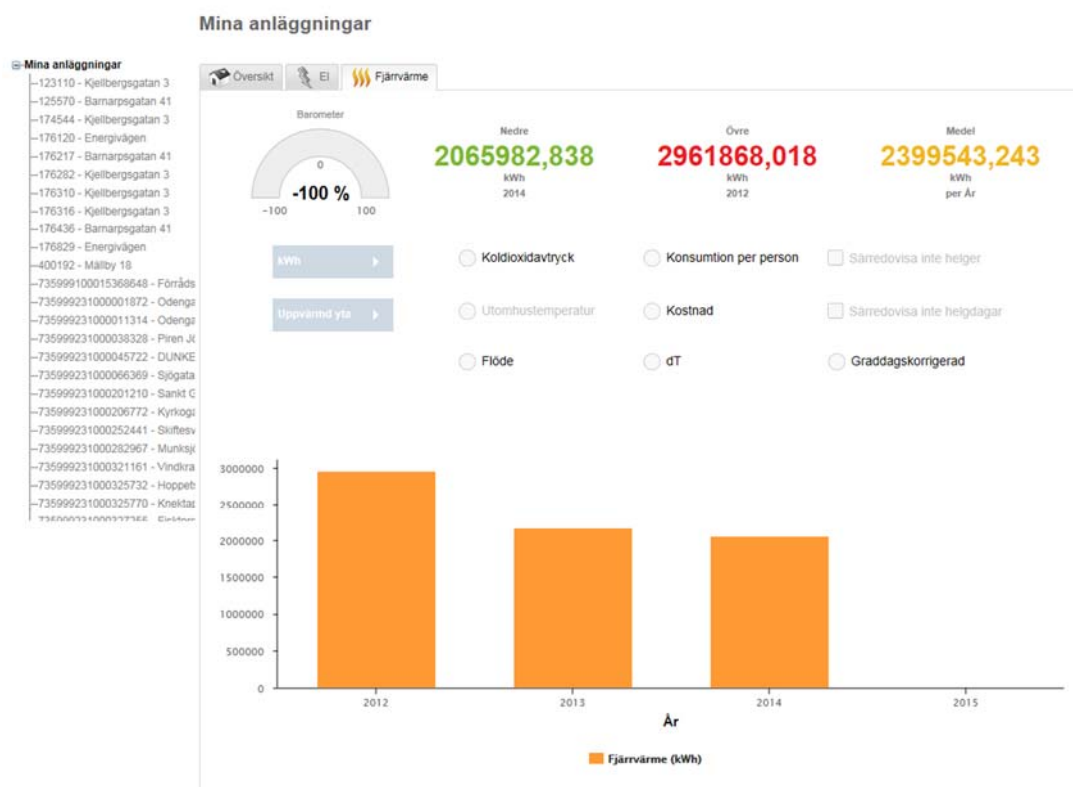 Mina anläggningar
Mina anläggningar
123110 - Kjellbergsgatan 3
125570 - Barnarpsgatan 41
174544 - Kjellbergsgatan 3
176120 - Energivägen
176217 - Barnarpsgatan 41
176282 - Kjellbergsgatan 3
176310 - Kjellbergsgatan 3
176316 - Kjellbergsgatan 3
176436 - Barnarpsgatan 41
176829 - Energivägen
400192 - Mällby 18
735999100015368648 - Förråds
735999231000001872 - Odenga
735999231000011314 - Odenga
735999231000038328 - Piren Jö
735999231000045722 - DUNKE
735999231000066369 - Sjögata
735999231000201210 - Sankt G
735999231000206772 - Kyrkoga
735999231000252441 - Skiftesv
735999231000282967 - Munksjö
735999231000321161 - Vindkra
735999231000325732 - Hoppets
735999231000325770 - Knektap
Översikt
El
Fjärrvärme
Barometer
0
-100 %
-100
100
Nedre
2065982,838
kWh
2014
Övre
2961868,018
kWh
2012
Medel
2399543,243
kWh
per År
kWh
Koldioxidavtryck
Konsumtion per person
Särredovisa inte helger
Uppvärmd yta
Utomhustemperatur
Kostnad
Särredovisa inte helgdagar
Flöde
dT
Graddagskorrigerad
3000000
2500000
2000000
1500000
1000000
500000
0
2012
2013
2014
2015
År
Fjärrvärme (kWh)